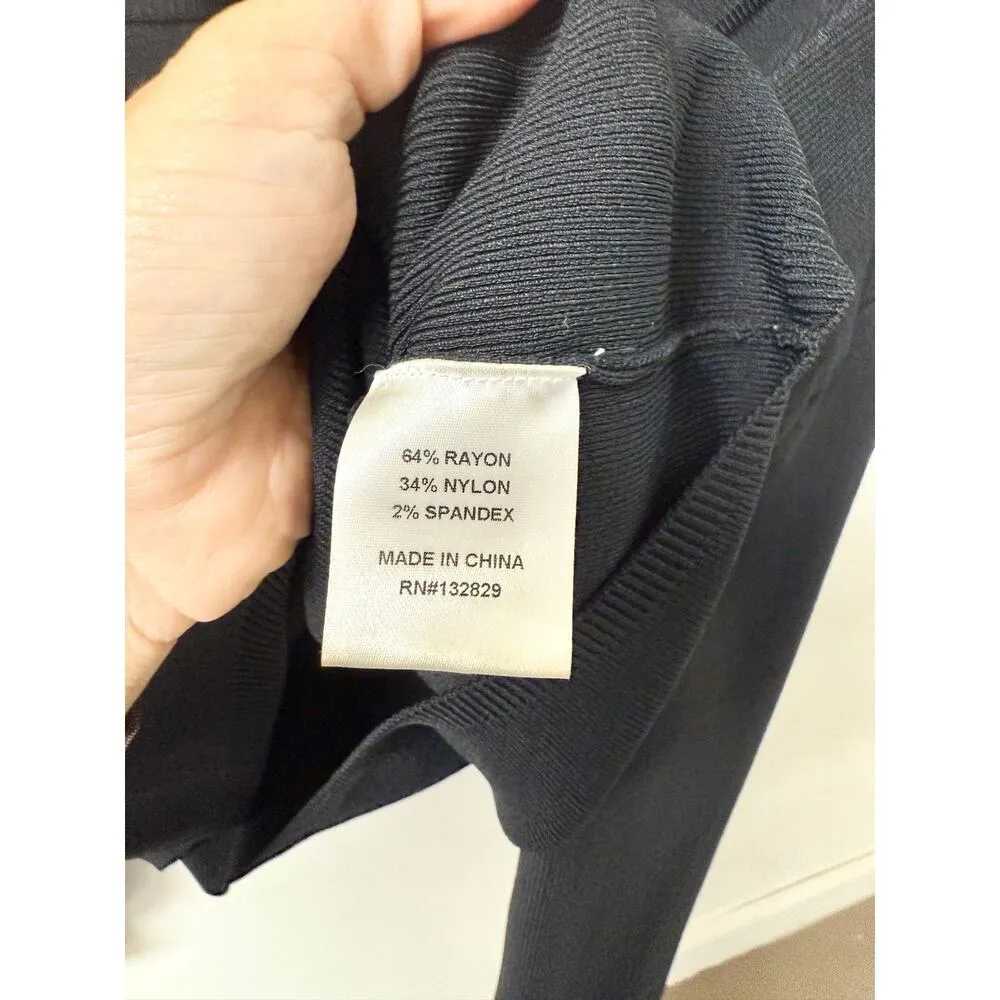 64% RAYON
34% NYLON
2% SPANDEX
MADE IN CHINA
RN#132829